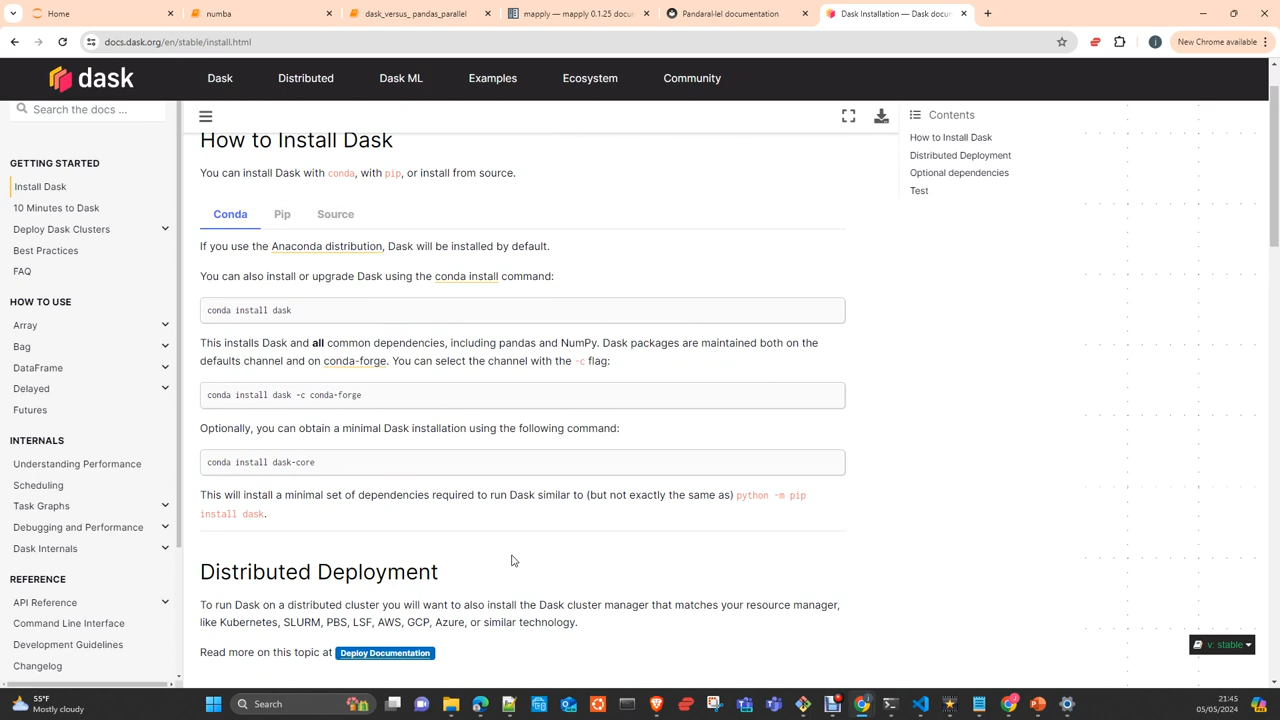 Home
numba
dask_versus_ pandas_parallel
mapply — mapply 0.1.25 docu
Pandaral·lel documentation
Dask Installation — Dask docu
docs.dask.org/en/stable/install.html
New Chrome available
dask
Dask
Distributed
Dask ML
Examples
Ecosystem
Community
Search the docs ...
GETTING STARTED
Install Dask
10 Minutes to Dask
Deploy Dask Clusters
Best Practices
FAQ
HOW TO USE
Array
Bag
DataFrame
Delayed
Futures
INTERNALS
Understanding Performance
Scheduling
Task Graphs
Debugging and Performance
Dask Internals
REFERENCE
API Reference
Command Line Interface
Development Guidelines
Changelog
How to Install Dask
You can install Dask with conda, with pip, or install from source.
Conda Pip Source
If you use the Anaconda distribution, Dask will be installed by default.
You can also install or upgrade Dask using the conda install command:
conda install dask
This installs Dask and all common dependencies, including pandas and NumPy. Dask packages are maintained both on the
defaults channel and on conda-forge. You can select the channel with the -c flag:
conda install dask -c conda-forge
Optionally, you can obtain a minimal Dask installation using the following command:
conda install dask-core
This will install a minimal set of dependencies required to run Dask similar to (but not exactly the same as) python -m pip
install dask.
Distributed Deployment
To run Dask on a distributed cluster you will want to also install the Dask cluster manager that matches your resource manager,
like Kubernetes, SLURM, PBS, LSF, AWS, GCP, Azure, or similar technology.
Read more on this topic at Deploy Documentation
Contents
How to Install Dask
Distributed Deployment
Optional dependencies
Test
v: stable
55°F
Mostly cloudy
Search
21:45
05/05/2024